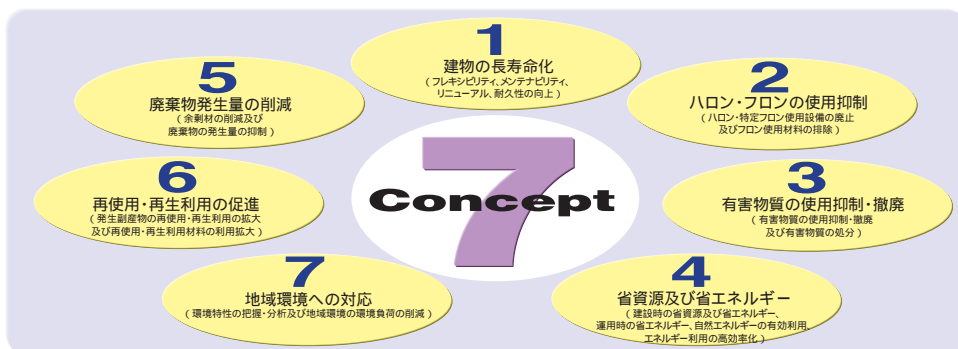 1
建物の長寿命化
(フレキシビリティ、メンテナビリティ、
リニューアル、耐久性の向上)
2
ハロン・フロンの使用抑制
(ハロン・特定フロン使用設備の廃止
及びフロン使用材料の排除)
3
有害物質の使用抑制・撤廃
(有害物質の使用抑制・撤廃
及び有害物質の処分)
4
省資源及び省エネルギー
(建設時の省資源及び省エネルギー、
運用時の省エネルギー、自然エネルギーの有効利用、
エネルギー利用の高効率化)
5
廃棄物発生量の削減
(余剰材の削減及び
廃棄物の発生量の抑制)
6
再使用・再生利用の促進
(発生副産物の再使用・再生利用の拡大
及び再使用・再生利用材料の利用拡大)
7
地域環境への対応
(環境特性の把握・分析及び地域環境の環境負荷の削減)
7
Concept